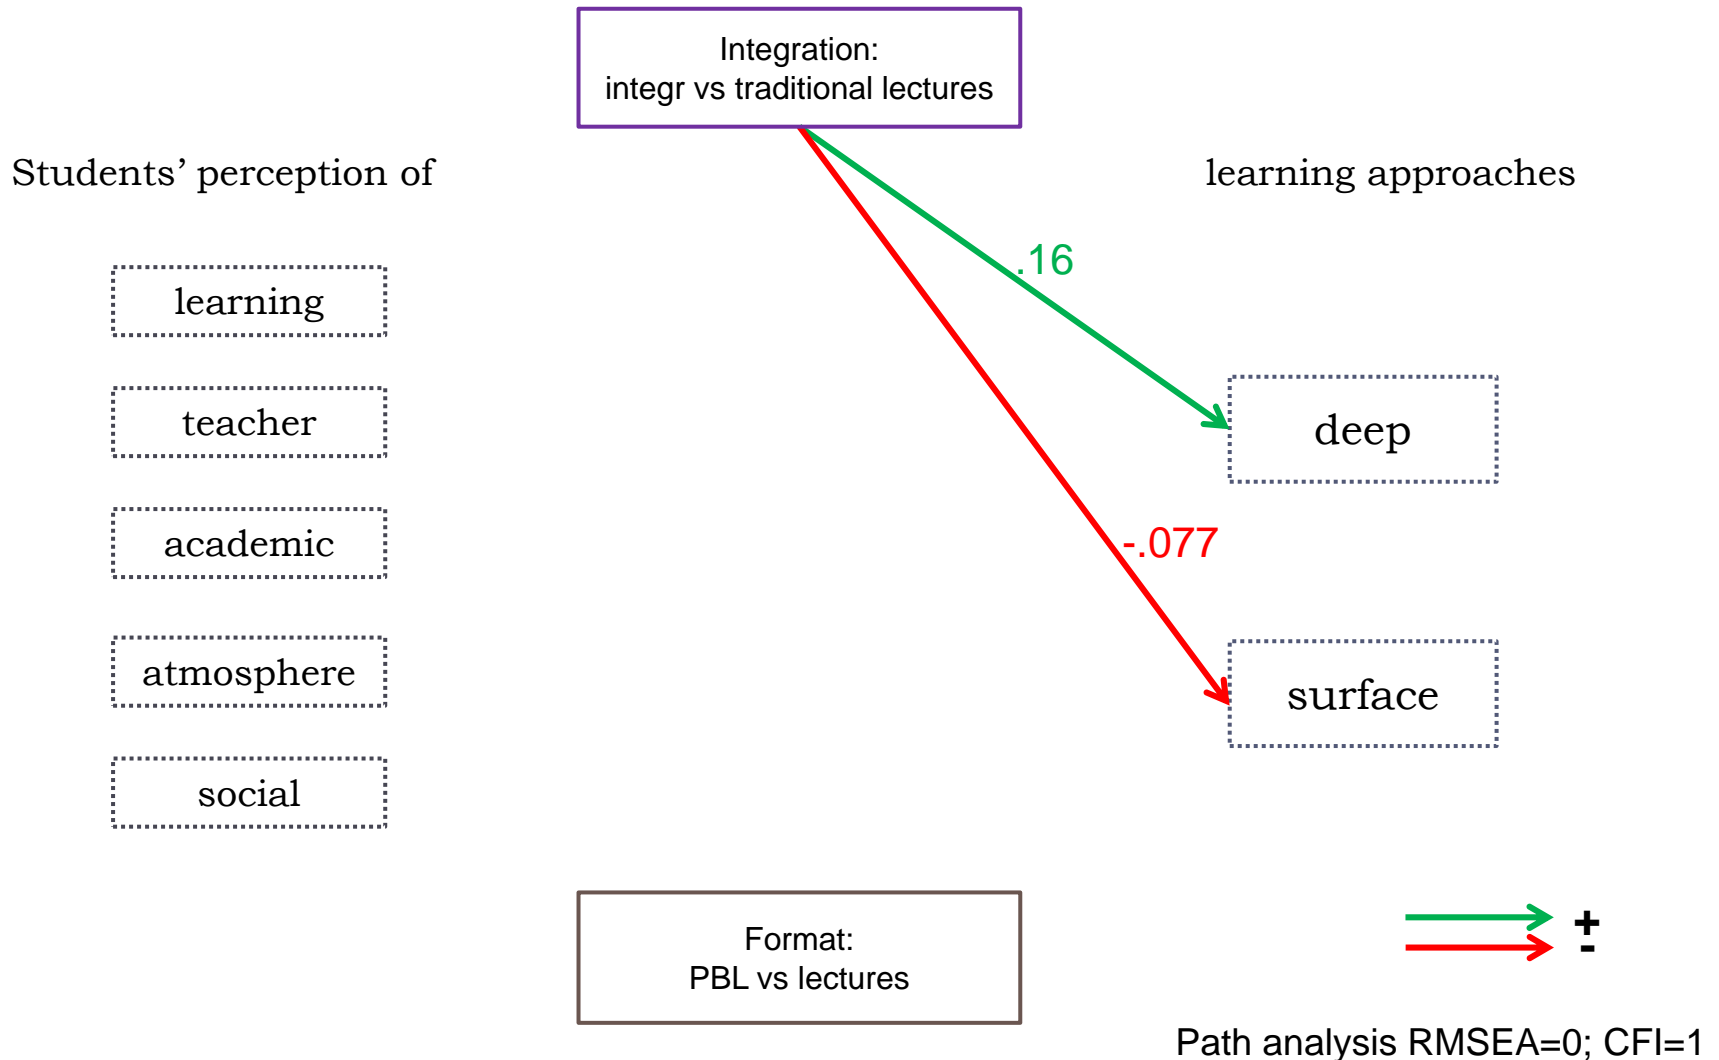 Integration:
integr vs traditional lectures
Students’ perception of
learning approaches
.16
learning
teacher
deep
academic
-.077
atmosphere
surface
social
Format:
PBL vs lectures
+
-
Path analysis RMSEA=0; CFI=1